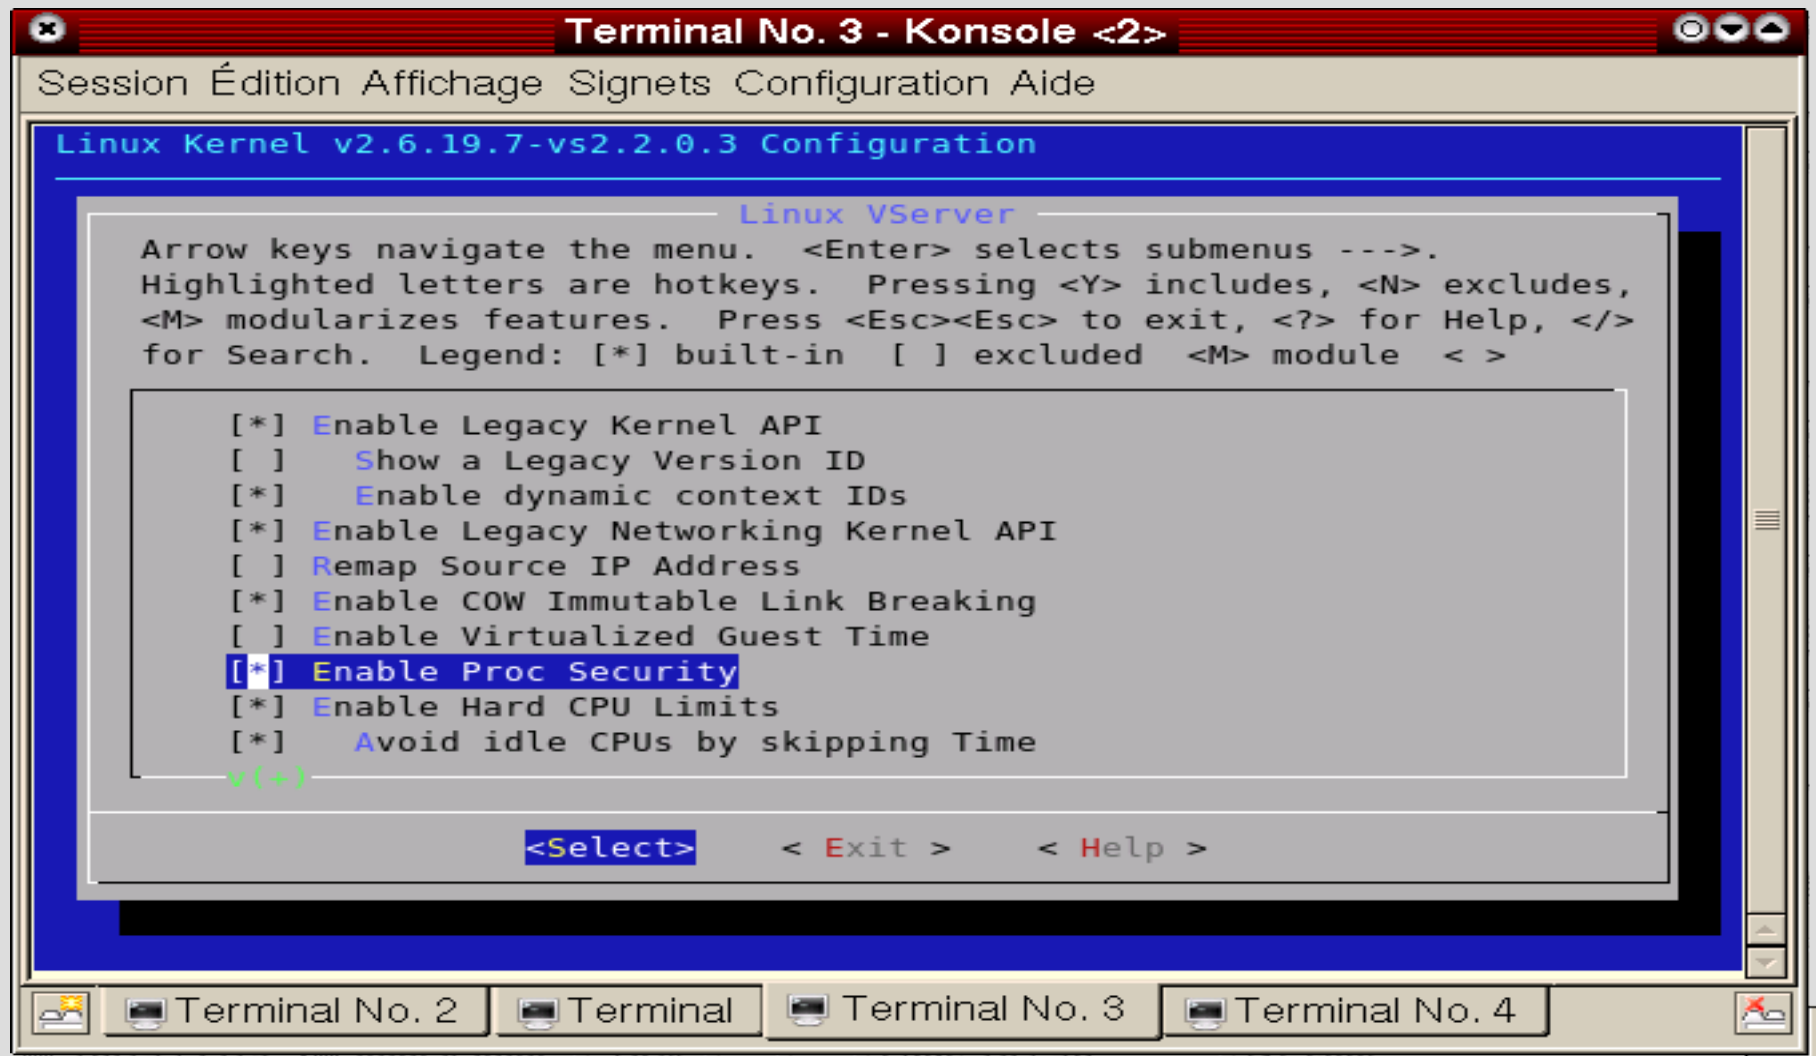 Terminal No. 3 - Konsole <2>
Session Édition Affichage Signets Configuration Aide
Linux Kernel v2.6.19.7-vs2.2.0.3 Configuration
Linux VServer
Arrow keys navigate the menu.  <Enter> selects submenus --->.
Highlighted letters are hotkeys.  Pressing <Y> includes, <N> excludes,
<M> modularizes features.  Press <Esc><Esc> to exit, <?> for Help, </>
for Search.  Legend: [*] built-in  [ ] excluded  <M> module  < >
[*] Enable Legacy Kernel API
[ ]   Show a Legacy Version ID
[*]   Enable dynamic context IDs
[*] Enable Legacy Networking Kernel API
[ ] Remap Source IP Address
[*] Enable COW Immutable Link Breaking
[ ] Enable Virtualized Guest Time
[*] Enable Proc Security
[*] Enable Hard CPU Limits
[*]   Avoid idle CPUs by skipping Time
v(+)
<Select>    < Exit >    < Help >
Terminal No. 2 Terminal Terminal No. 3 Terminal No. 4